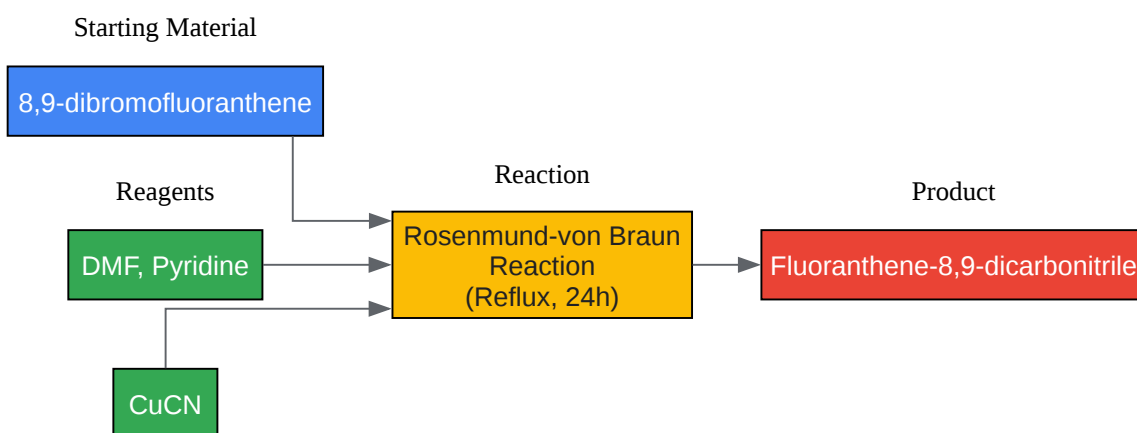 Starting Material
8,9-dibromofluoranthene
Reagents
DMF, Pyridine
CuCN
Reaction
Rosenmund-von Braun
Reaction
(Reflux, 24h)
Product
Fluoranthene-8,9-dicarbonitrile